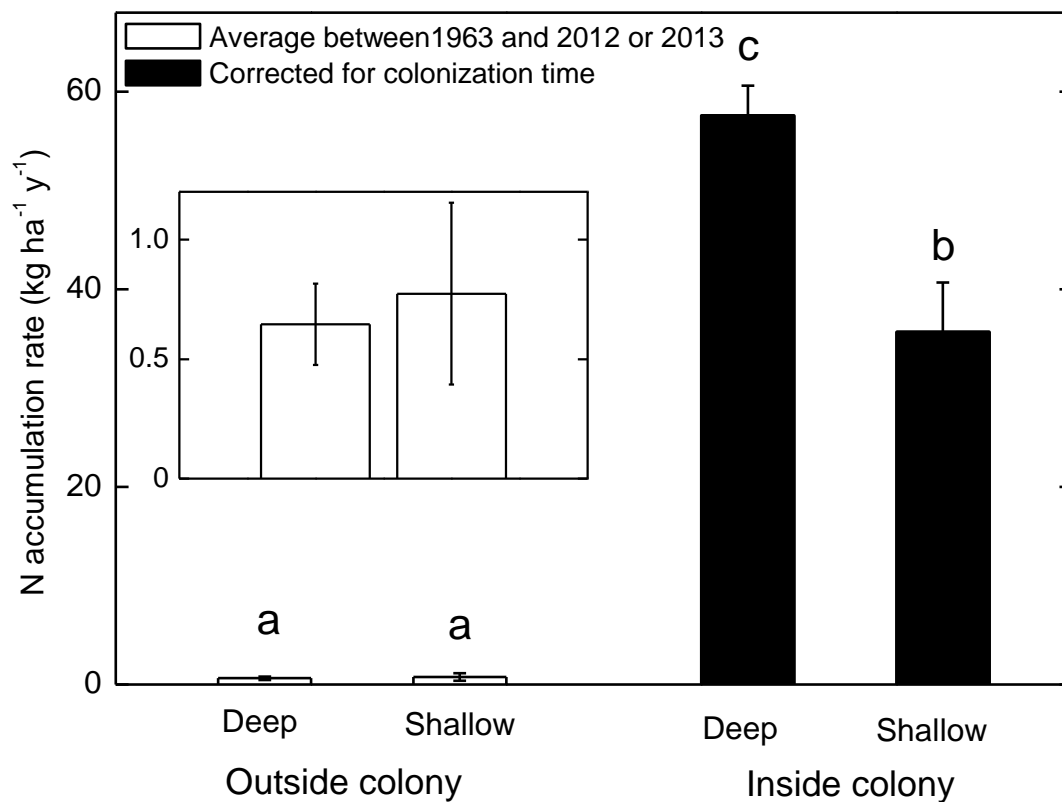 Average between1963 and 2012 or 2013
Corrected for colonization time
N accumulation rate (kg ha⁻¹ y⁻¹)
60
40
20
0
1.0
0.5
0
c
b
a
a
Deep
Shallow
Deep
Shallow
Outside colony
Inside colony